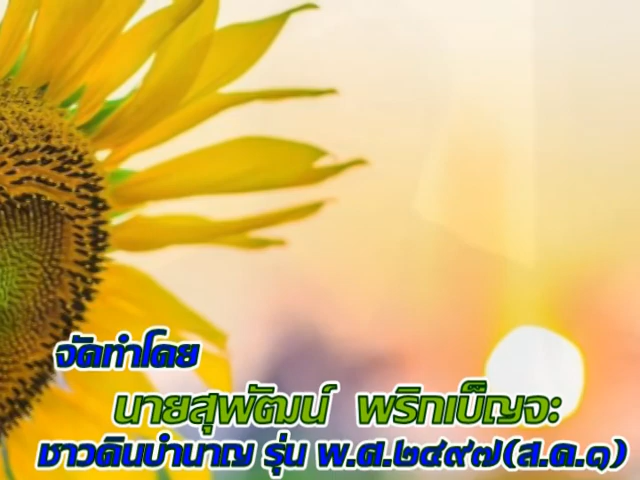 จัดทำโดย
นายสุพัฒน์ พริกเบ็ญจะ
ชาวดินบำนาญ รุ่น พ.ศ.๒๔๙๗(ส.ค.๑)